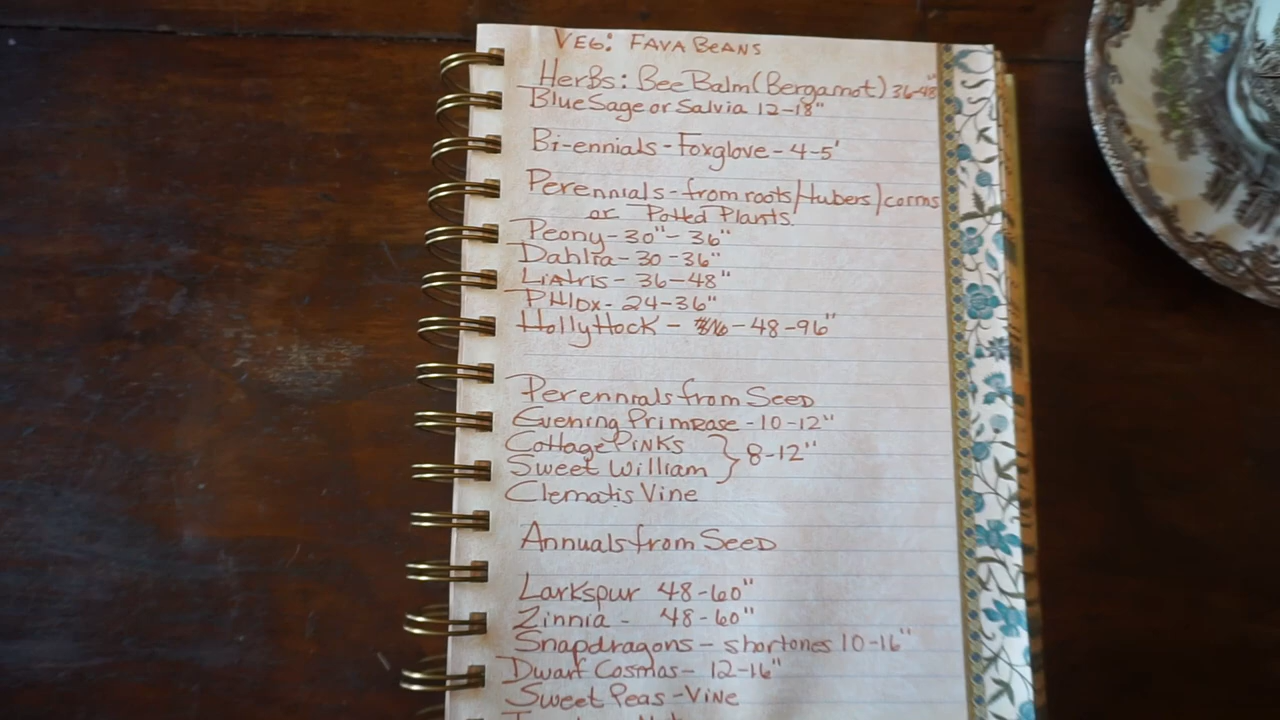 VEG: FAVA BEANS
HerBs: Bee Balm (Bergamot) 36-48"
Blue Sage or Salvia 12-18"
Bi-ennials - Foxglove - 4-5'
Perennials - from roots/tubers/corms
or Potted Plants.
Peony - 30" - 36"
Dahlia - 30 - 36"
Liatris - 36-48"
PHlox - 24-36"
HollyHock - 48-96"
Perennials from SEED
Evening Primrose - 10-12"
Cottage PINKS } 8-12"
Sweet William
Clematis Vine
Annuals from SEED
Larkspur 48-60"
Zinnia - 48-60"
Snapdragons - short ones 10-16"
Dwarf Cosmos - 12-16"
Sweet Peas - Vine